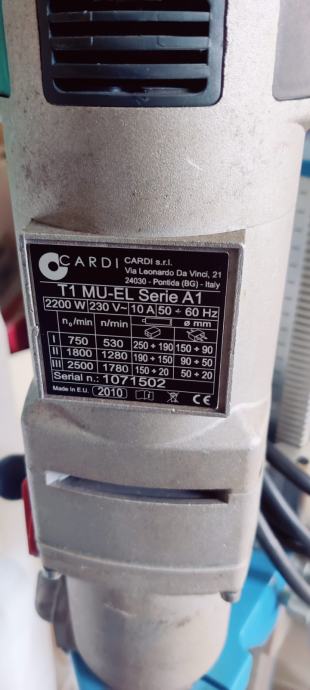 CARDI
CARDI s.r.l.
Via Leonardo Da Vinci, 21
24030 - Pontida (BG) - Italy
T1 MU-EL Serie A1
2200 W 230 V~ 10 A 50 ÷ 60 Hz
n₀/min n/min ø mm
I 750 530 250 ÷ 190 150 ÷ 90
II 1800 1280 190 ÷ 150 90 ÷ 50
III 2500 1780 150 ÷ 20 50 ÷ 20
Serial n.: 1071502
Made in E.U. 2010 CE